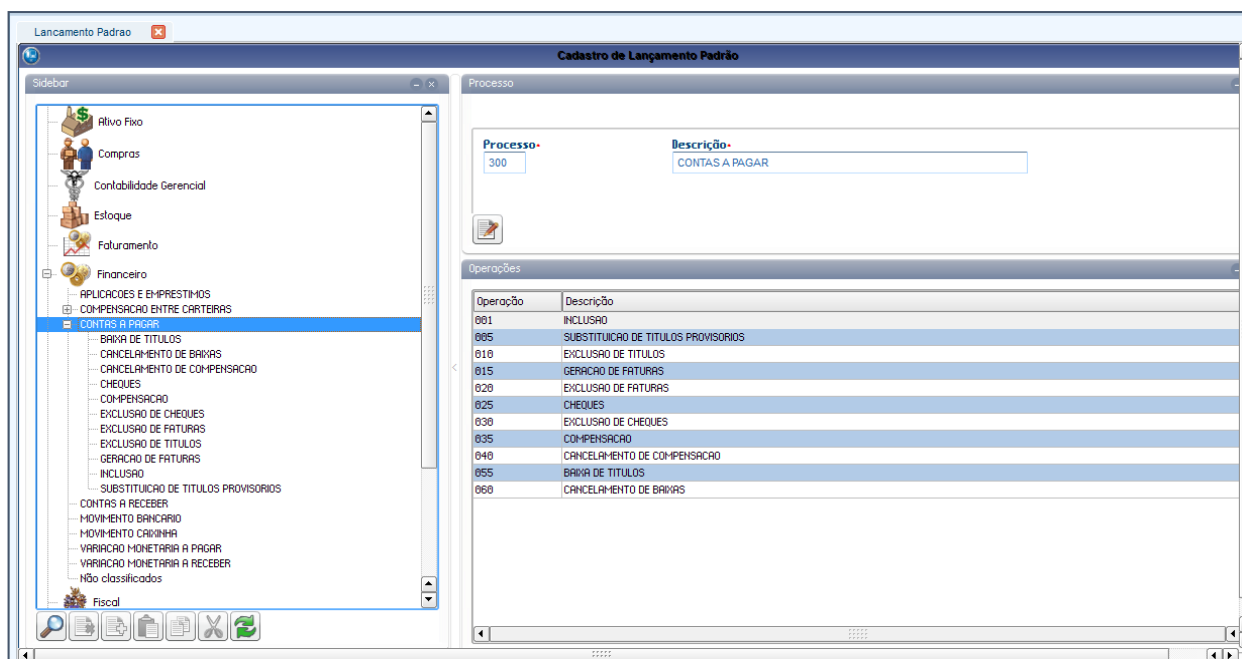 Lancamento Padrao
Cadastro de Lançamento Padrão
Sidebar
Ativo Fixo
Compras
Contabilidade Gerencial
Estoque
Faturamento
Financeiro
APLICACOES E EMPRESTIMOS
COMPENSACAO ENTRE CARTEIRAS
CONTAS A PAGAR
BAIXA DE TITULOS
CANCELAMENTO DE BAIXAS
CANCELAMENTO DE COMPENSACAO
CHEQUES
COMPENSACAO
EXCLUSAO DE CHEQUES
EXCLUSAO DE FATURAS
EXCLUSAO DE TITULOS
GERACAO DE FATURAS
INCLUSAO
SUBSTITUICAO DE TITULOS PROVISORIOS
CONTAS A RECEBER
MOVIMENTO BANCARIO
MOVIMENTO CAIXINHA
VARIACAO MONETARIA A PAGAR
VARIACAO MONETARIA A RECEBER
Não classificados
Fiscal
Processo
Processo Descrição
300 CONTAS A PAGAR
Operações
Operação Descrição
001 INCLUSAO
005 SUBSTITUICAO DE TITULOS PROVISORIOS
010 EXCLUSAO DE TITULOS
015 GERACAO DE FATURAS
020 EXCLUSAO DE FATURAS
025 CHEQUES
030 EXCLUSAO DE CHEQUES
035 COMPENSACAO
040 CANCELAMENTO DE COMPENSACAO
055 BAIXA DE TITULOS
060 CANCELAMENTO DE BAIXAS